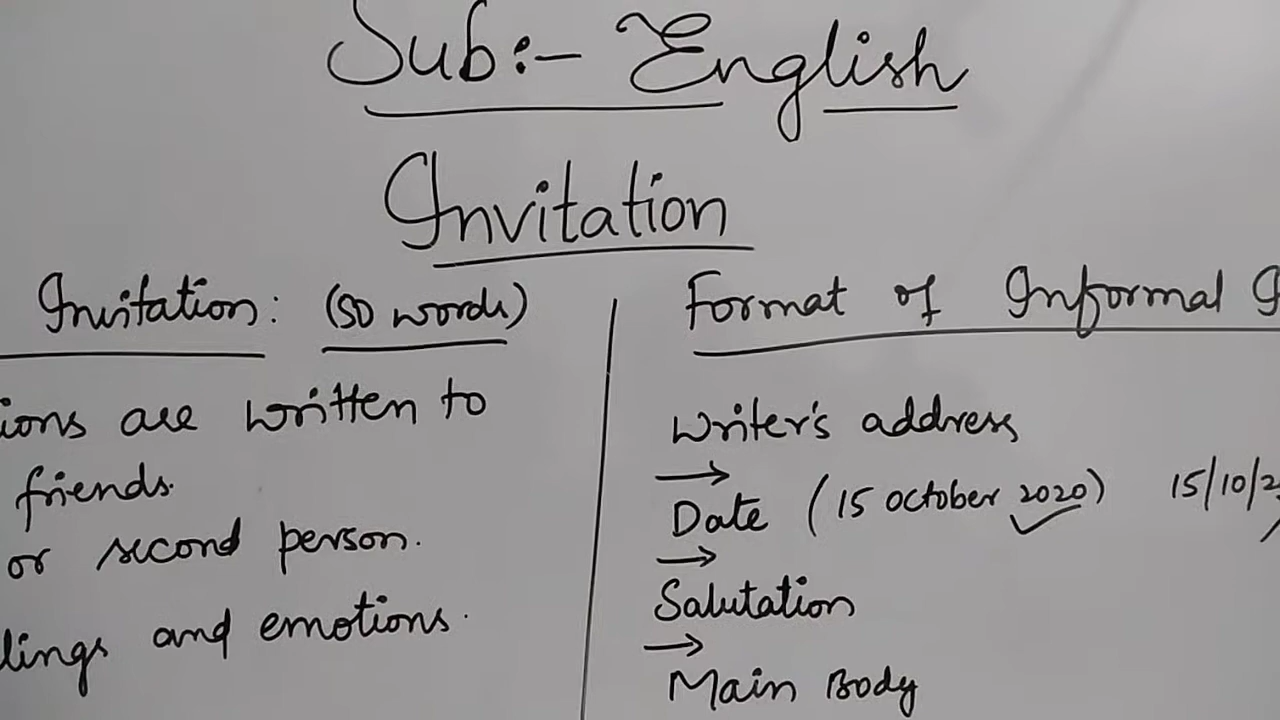 Sub:- English
Invitation
Invitation: (50 words)
ions are written to
friends.
or second person.
lings and emotions.
Format of Informal I
Writer's address
→
Date (15 October 2020) 15/10/2
→
Salutation
→
Main Body